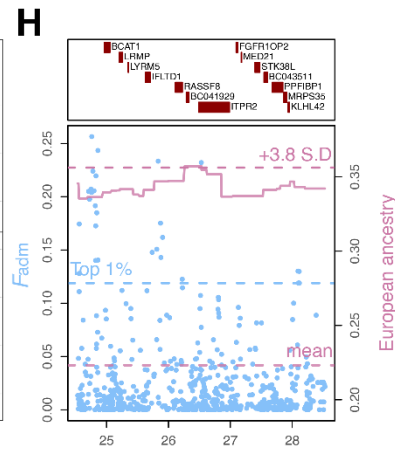 H
BCAT1 FGFR1OP2
LRMP MED21
LYRM5 STK38L
IFLTD1 BC043511
RASSF8 PPFIBP1
BC041929 MRPS35
ITPR2 KLHL42
+3.8 S.D
Top 1%
mean
Fadm
0.00 0.05 0.10 0.15 0.20 0.25
European ancestry
0.20 0.25 0.30 0.35
25 26 27 28